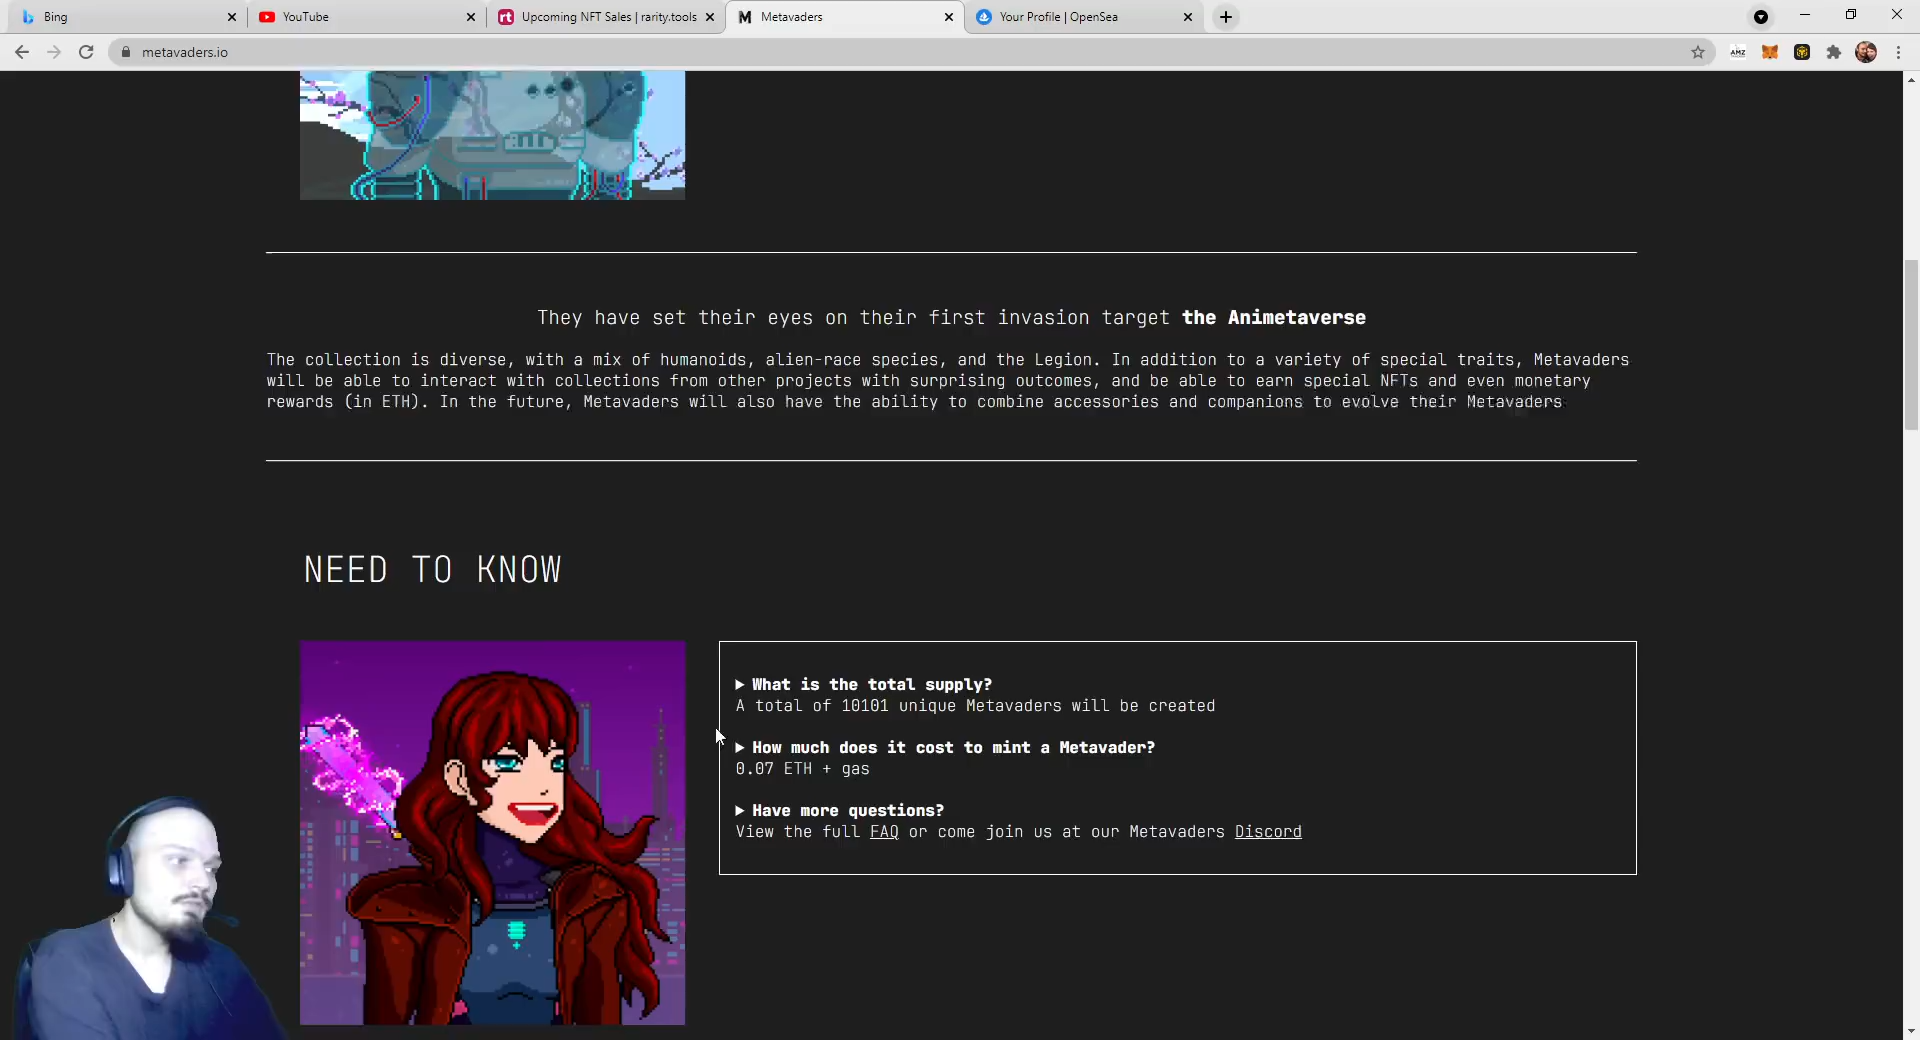 Bing
YouTube
Upcoming NFT Sales | rarity.tools
Metavaders
Your Profile | OpenSea
metavaders.io
AMZ
They have set their eyes on their first invasion target the Animetaverse
The collection is diverse, with a mix of humanoids, alien-race species, and the Legion. In addition to a variety of special traits, Metavaders
will be able to interact with collections from other projects with surprising outcomes, and be able to earn special NFTs and even monetary
rewards (in ETH). In the future, Metavaders will also have the ability to combine accessories and companions to evolve their Metavaders
NEED TO KNOW
What is the total supply?
A total of 10101 unique Metavaders will be created
How much does it cost to mint a Metavader?
0.07 ETH + gas
Have more questions?
View the full FAQ or come join us at our Metavaders Discord